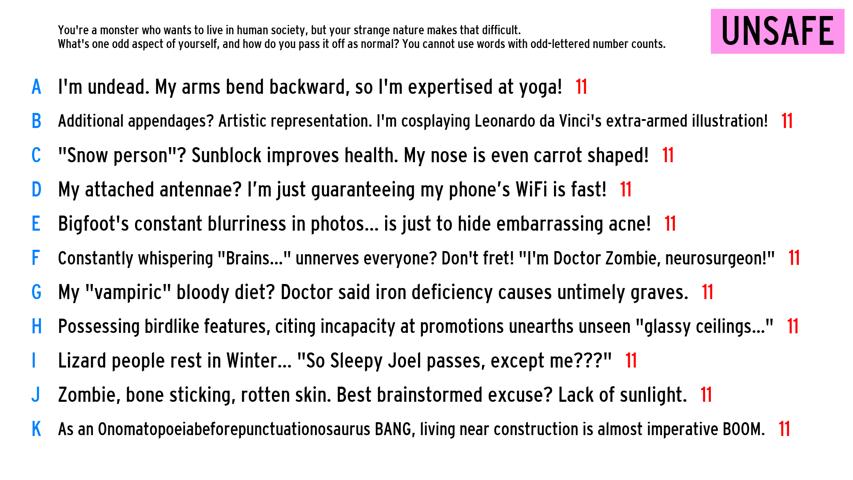 You're a monster who wants to live in human society, but your strange nature makes that difficult.
What's one odd aspect of yourself, and how do you pass it off as normal? You cannot use words with odd-lettered number counts.
UNSAFE
A I'm undead. My arms bend backward, so I'm expertised at yoga! 11
B Additional appendages? Artistic representation. I'm cosplaying Leonardo da Vinci's extra-armed illustration! 11
C "Snow person"? Sunblock improves health. My nose is even carrot shaped! 11
D My attached antennae? I'm just guaranteeing my phone's WiFi is fast! 11
E Bigfoot's constant blurriness in photos... is just to hide embarrassing acne! 11
F Constantly whispering "Brains..." unnerves everyone? Don't fret! "I'm Doctor Zombie, neurosurgeon!" 11
G My "vampiric" bloody diet? Doctor said iron deficiency causes untimely graves. 11
H Possessing birdlike features, citing incapacity at promotions unearths unseen "glassy ceilings..." 11
I Lizard people rest in Winter... "So Sleepy Joel passes, except me???" 11
J Zombie, bone sticking, rotten skin. Best brainstormed excuse? Lack of sunlight. 11
K As an Onomatopoeiabeforepunctuationosaurus BANG, living near construction is almost imperative BOOM. 11